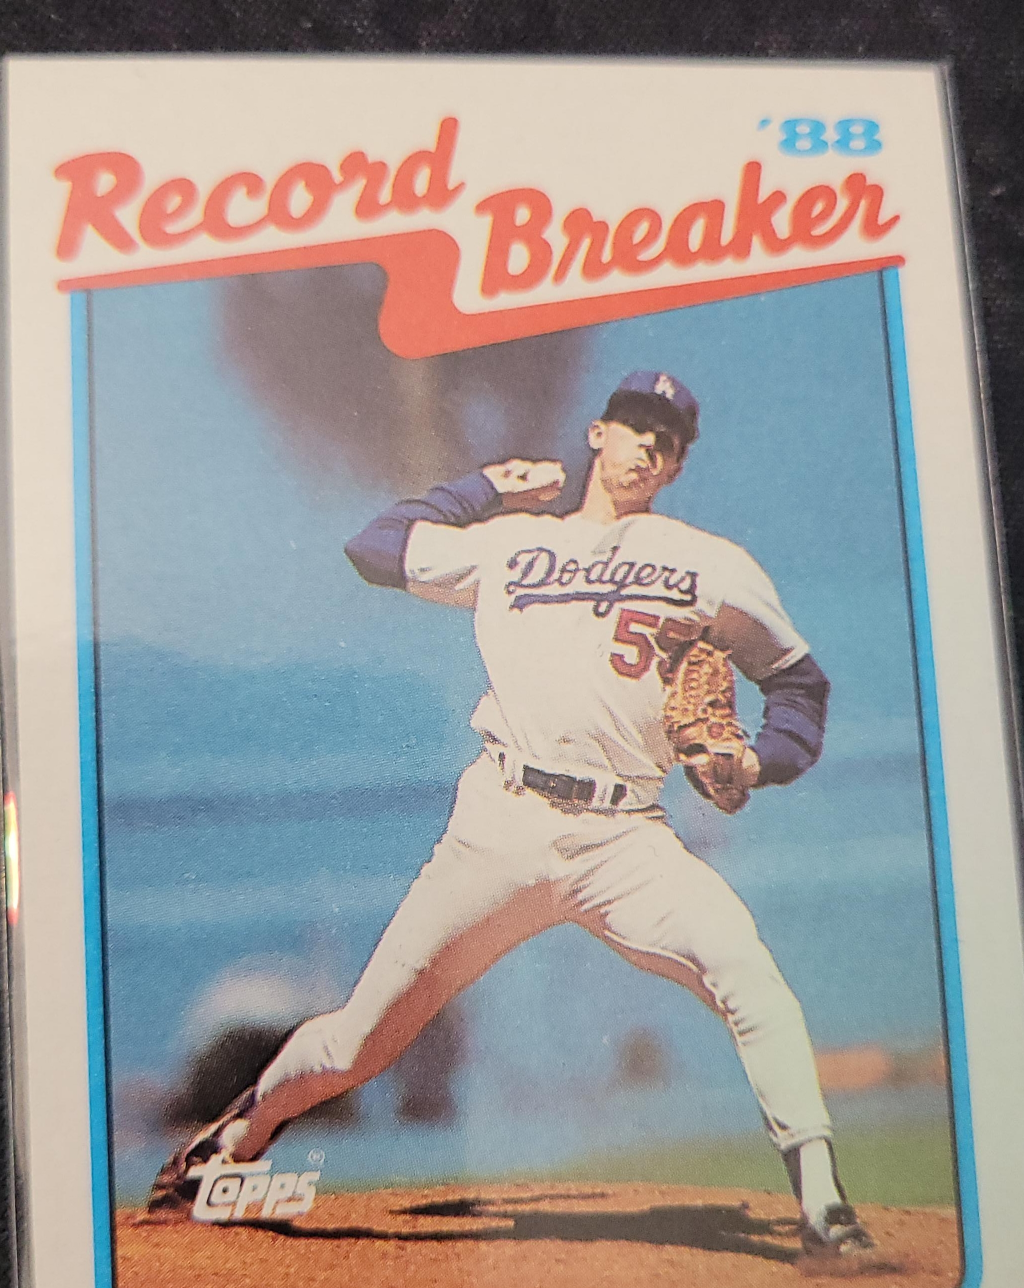 '88
Record Breaker
LA
Dodgers
55
topps®